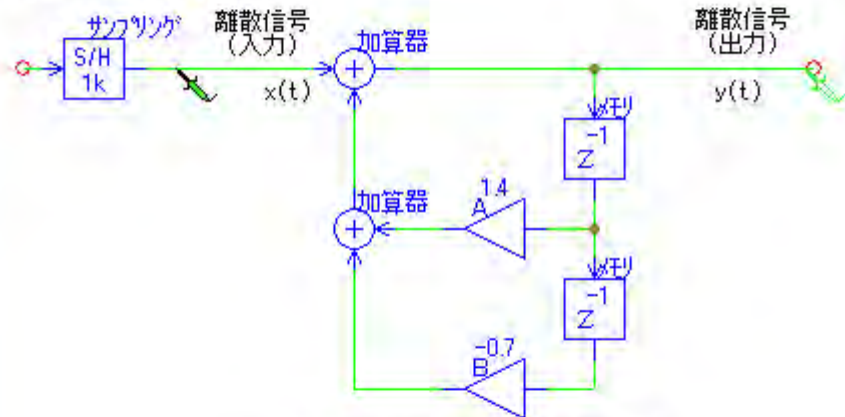 サンプリング
S/H
1k
離散信号
(入力)
x(t)
加算器
離散信号
(出力)
y(t)
メモリ
Z -1
加算器
1.4
A
メモリ
Z -1
-0.7
B